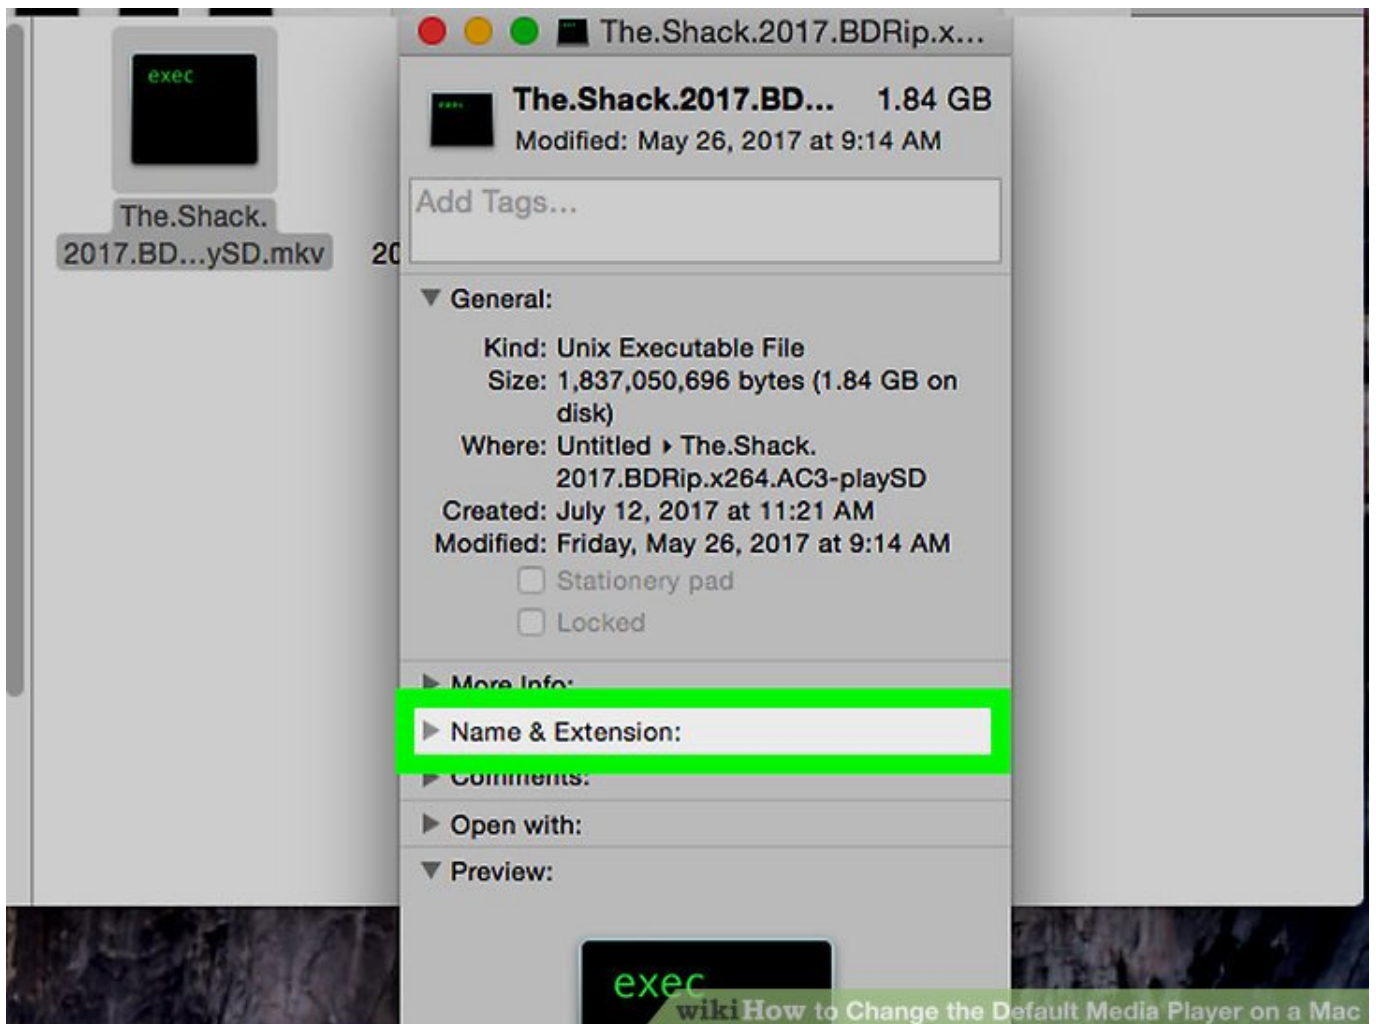 The.Shack.2017.BDRip.x...
exec
The.Shack.2017.BD... 1.84 GB
Modified: May 26, 2017 at 9:14 AM
Add Tags...
The.Shack.
2017.BD...ySD.mkv
20
General:
Kind: Unix Executable File
Size: 1,837,050,696 bytes (1.84 GB on
disk)
Where: Untitled ▸ The.Shack.
2017.BDRip.x264.AC3-playSD
Created: July 12, 2017 at 11:21 AM
Modified: Friday, May 26, 2017 at 9:14 AM
Stationery pad
Locked
More Info:
Name & Extension:
Comments:
Open with:
Preview:
exec
wikiHow to Change the Default Media Player on a Mac